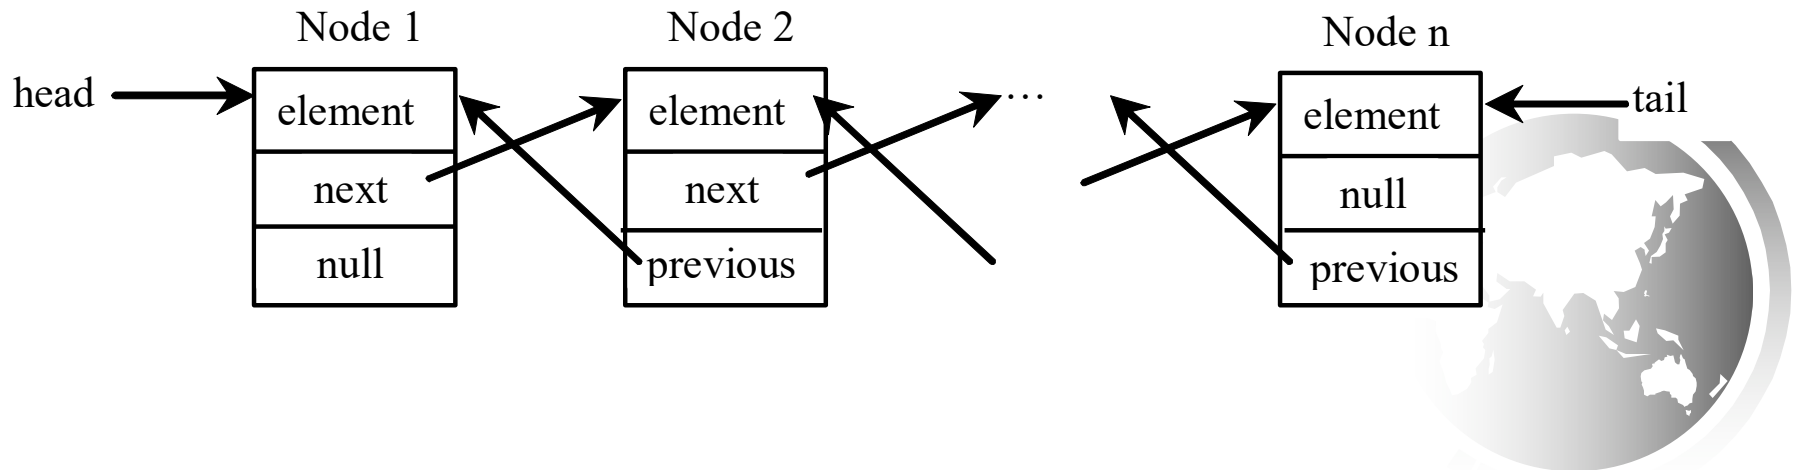 Node 1
Node 2
Node n
head
element
element
...
element
tail
next
next
null
null
previous
previous